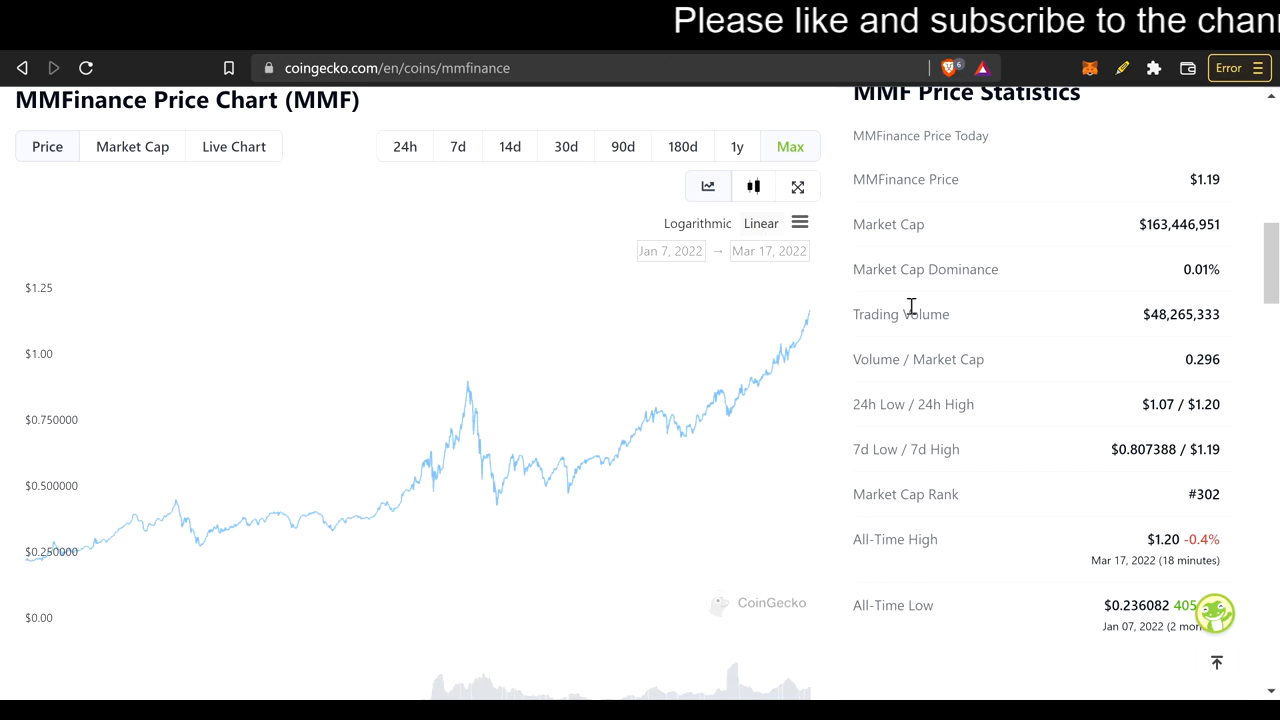 Please like and subscribe to the chan
coingecko.com/en/coins/mmfinance
6
Error
MMFinance Price Chart (MMF)
Price Market Cap Live Chart
24h 7d 14d 30d 90d 180d 1y Max
Logarithmic Linear
Jan 7, 2022 → Mar 17, 2022
$1.25
$1.00
$0.750000
$0.500000
$0.250000
$0.00
CoinGecko
MMF Price Statistics
MMFinance Price Today
MMFinance Price $1.19
Market Cap $163,446,951
Market Cap Dominance 0.01%
Trading Volume $48,265,333
Volume / Market Cap 0.296
24h Low / 24h High $1.07 / $1.20
7d Low / 7d High $0.807388 / $1.19
Market Cap Rank #302
All-Time High $1.20 -0.4%
Mar 17, 2022 (18 minutes)
All-Time Low $0.236082 405
Jan 07, 2022 (2 mon